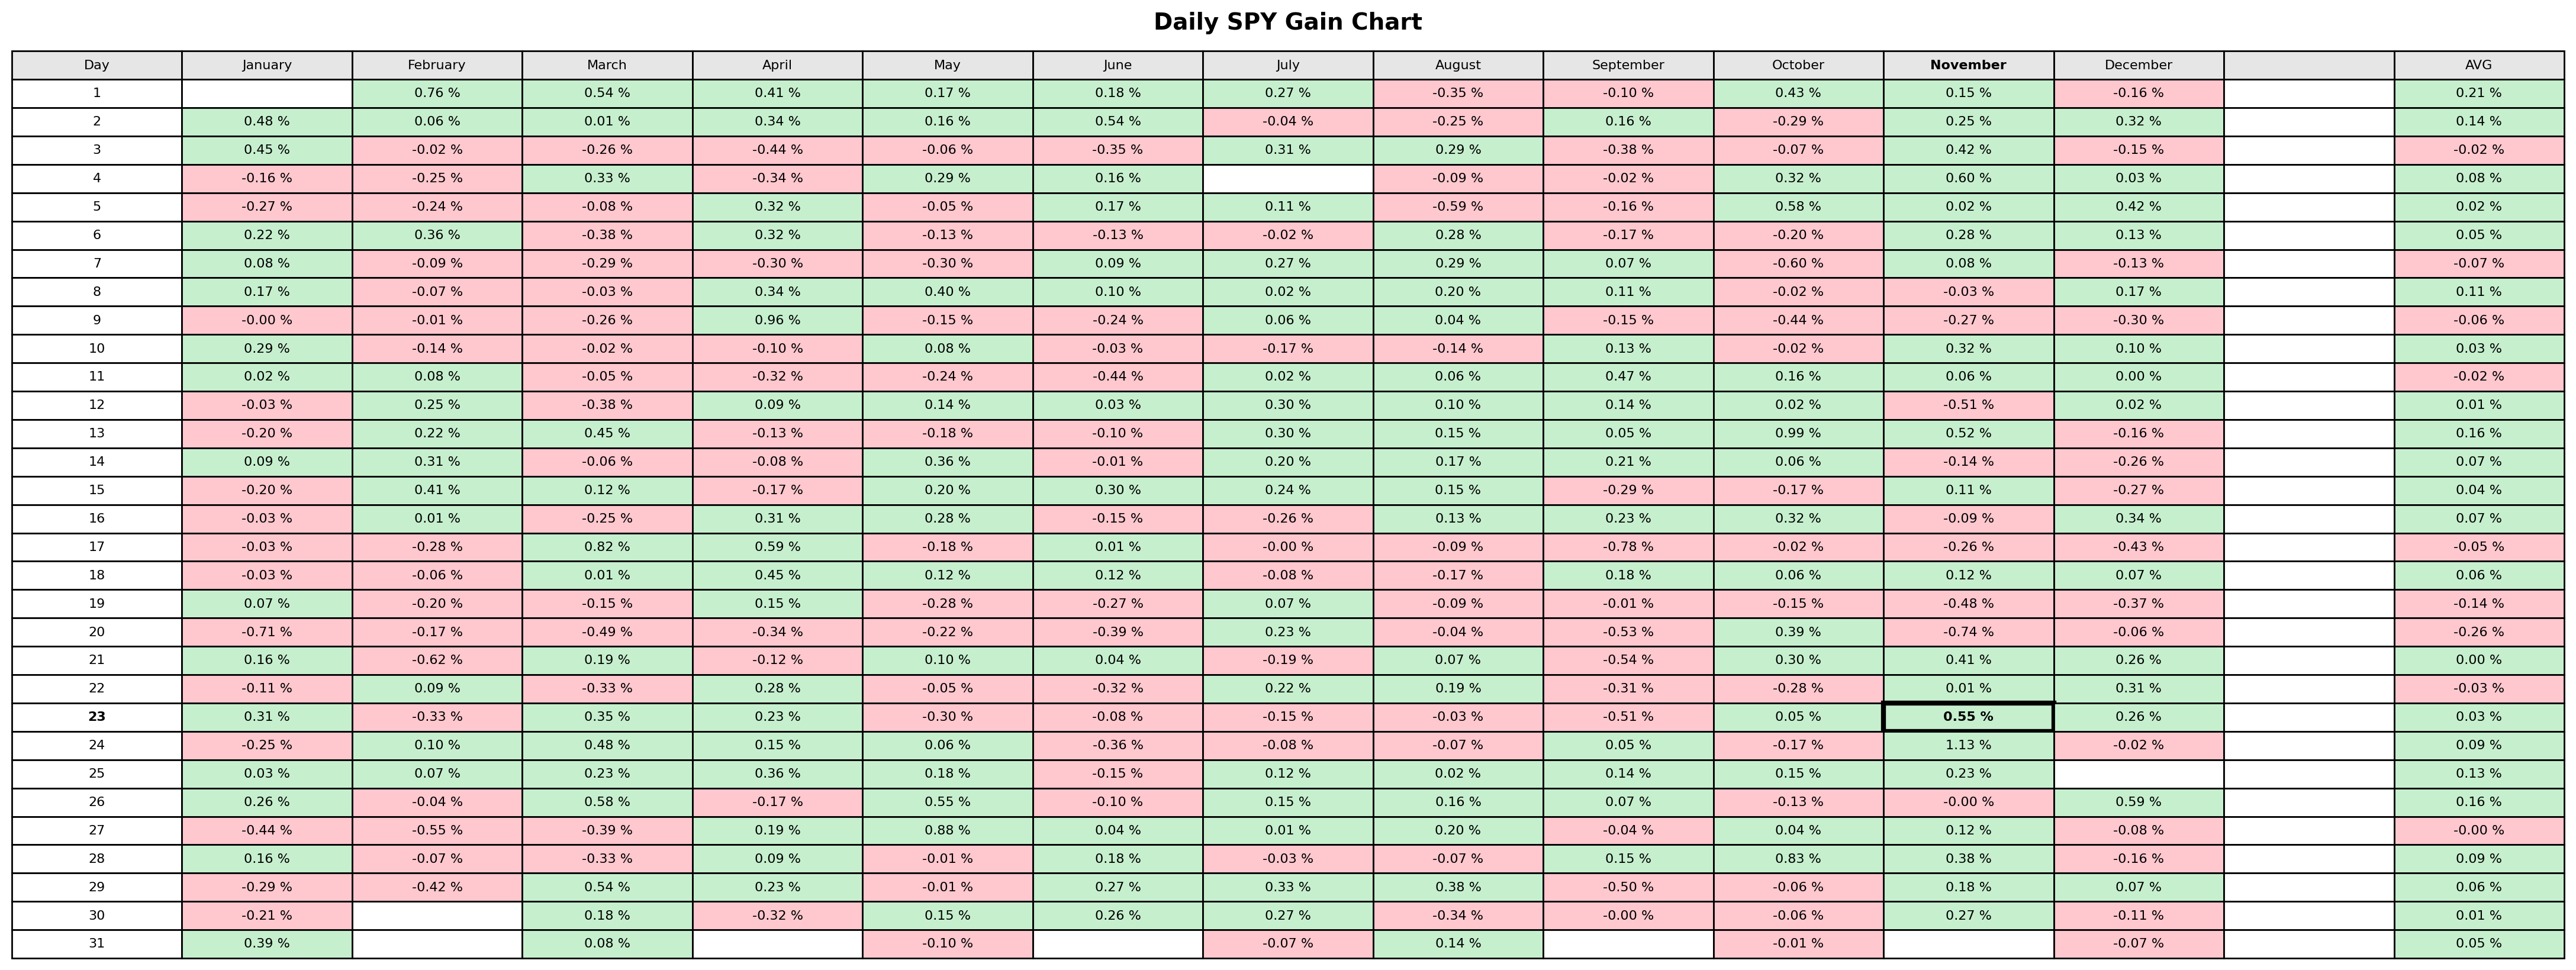 Daily SPY Gain Chart
Day January February March April May June July August September October November December AVG
1 0.76 % 0.54 % 0.41 % 0.17 % 0.18 % 0.27 % -0.35 % -0.10 % 0.43 % 0.15 % -0.16 % 0.21 %
2 0.48 % 0.06 % 0.01 % 0.34 % 0.16 % 0.54 % -0.04 % -0.25 % 0.16 % -0.29 % 0.25 % 0.32 % 0.14 %
3 0.45 % -0.02 % -0.26 % -0.44 % -0.06 % -0.35 % 0.31 % 0.29 % -0.38 % -0.07 % 0.42 % -0.15 % -0.02 %
4 -0.16 % -0.25 % 0.33 % -0.34 % 0.29 % 0.16 % -0.09 % -0.02 % 0.32 % 0.60 % 0.03 % 0.08 %
5 -0.27 % -0.24 % -0.08 % 0.32 % -0.05 % 0.17 % 0.11 % -0.59 % -0.16 % 0.58 % 0.02 % 0.42 % 0.02 %
6 0.22 % 0.36 % -0.38 % 0.32 % -0.13 % -0.13 % -0.02 % 0.28 % -0.17 % -0.20 % 0.28 % 0.13 % 0.05 %
7 0.08 % -0.09 % -0.29 % -0.30 % -0.30 % 0.09 % 0.27 % 0.29 % 0.07 % -0.60 % 0.08 % -0.13 % -0.07 %
8 0.17 % -0.07 % -0.03 % 0.34 % 0.40 % 0.10 % 0.02 % 0.20 % 0.11 % -0.02 % -0.03 % 0.17 % 0.11 %
9 -0.00 % -0.01 % -0.26 % 0.96 % -0.15 % -0.24 % 0.06 % 0.04 % -0.15 % -0.44 % -0.27 % -0.30 % -0.06 %
10 0.29 % -0.14 % -0.02 % -0.10 % 0.08 % -0.03 % -0.17 % -0.14 % 0.13 % -0.02 % 0.32 % 0.10 % 0.03 %
11 0.02 % 0.08 % -0.05 % -0.32 % -0.24 % -0.44 % 0.02 % 0.06 % 0.47 % 0.16 % 0.06 % 0.00 % -0.02 %
12 -0.03 % 0.25 % -0.38 % 0.09 % 0.14 % 0.03 % 0.30 % 0.10 % 0.14 % 0.02 % -0.51 % 0.02 % 0.01 %
13 -0.20 % 0.22 % 0.45 % -0.13 % -0.18 % -0.10 % 0.30 % 0.15 % 0.05 % 0.99 % 0.52 % -0.16 % 0.16 %
14 0.09 % 0.31 % -0.06 % -0.08 % 0.36 % -0.01 % 0.20 % 0.17 % 0.21 % 0.06 % -0.14 % -0.26 % 0.07 %
15 -0.20 % 0.41 % 0.12 % -0.17 % 0.20 % 0.30 % 0.24 % 0.15 % -0.29 % -0.17 % 0.11 % -0.27 % 0.04 %
16 -0.03 % 0.01 % -0.25 % 0.31 % 0.28 % -0.15 % -0.26 % 0.13 % 0.23 % 0.32 % -0.09 % 0.34 % 0.07 %
17 -0.03 % -0.28 % 0.82 % 0.59 % -0.18 % 0.01 % -0.00 % -0.09 % -0.78 % -0.02 % -0.26 % -0.43 % -0.05 %
18 -0.03 % -0.06 % 0.01 % 0.45 % 0.12 % 0.12 % -0.08 % -0.17 % 0.18 % 0.06 % 0.12 % 0.07 % 0.06 %
19 0.07 % -0.20 % -0.15 % 0.15 % -0.28 % -0.27 % 0.07 % -0.09 % -0.01 % -0.15 % -0.48 % -0.37 % -0.14 %
20 -0.71 % -0.17 % -0.49 % -0.34 % -0.22 % -0.39 % 0.23 % -0.04 % -0.53 % 0.39 % -0.74 % -0.06 % -0.26 %
21 0.16 % -0.62 % 0.19 % -0.12 % 0.10 % 0.04 % -0.19 % 0.07 % -0.54 % 0.30 % 0.41 % 0.26 % 0.00 %
22 -0.11 % 0.09 % -0.33 % 0.28 % -0.05 % -0.32 % 0.22 % 0.19 % -0.31 % -0.28 % 0.01 % 0.31 % -0.03 %
23 0.31 % -0.33 % 0.35 % 0.23 % -0.30 % -0.08 % -0.15 % -0.03 % -0.51 % 0.05 % 0.55 % 0.26 % 0.03 %
24 -0.25 % 0.10 % 0.48 % 0.15 % 0.06 % -0.36 % -0.08 % -0.07 % 0.05 % -0.17 % 1.13 % -0.02 % 0.09 %
25 0.03 % 0.07 % 0.23 % 0.36 % 0.18 % -0.15 % 0.12 % 0.02 % 0.14 % 0.15 % 0.23 % 0.13 %
26 0.26 % -0.04 % 0.58 % -0.17 % 0.55 % -0.10 % 0.15 % 0.16 % 0.07 % -0.13 % -0.00 % 0.59 % 0.16 %
27 -0.44 % -0.55 % -0.39 % 0.19 % 0.88 % 0.04 % 0.01 % 0.20 % -0.04 % 0.04 % 0.12 % -0.08 % -0.00 %
28 0.16 % -0.07 % -0.33 % 0.09 % -0.01 % 0.18 % -0.03 % -0.07 % 0.15 % 0.83 % 0.38 % -0.16 % 0.09 %
29 -0.29 % -0.42 % 0.54 % 0.23 % -0.01 % 0.27 % 0.33 % 0.38 % -0.50 % -0.06 % 0.18 % 0.07 % 0.06 %
30 -0.21 % 0.18 % -0.32 % 0.15 % 0.26 % 0.27 % -0.34 % -0.00 % -0.06 % 0.27 % -0.11 % 0.01 %
31 0.39 % 0.08 % -0.10 % -0.07 % 0.14 % -0.01 % -0.07 % 0.05 %